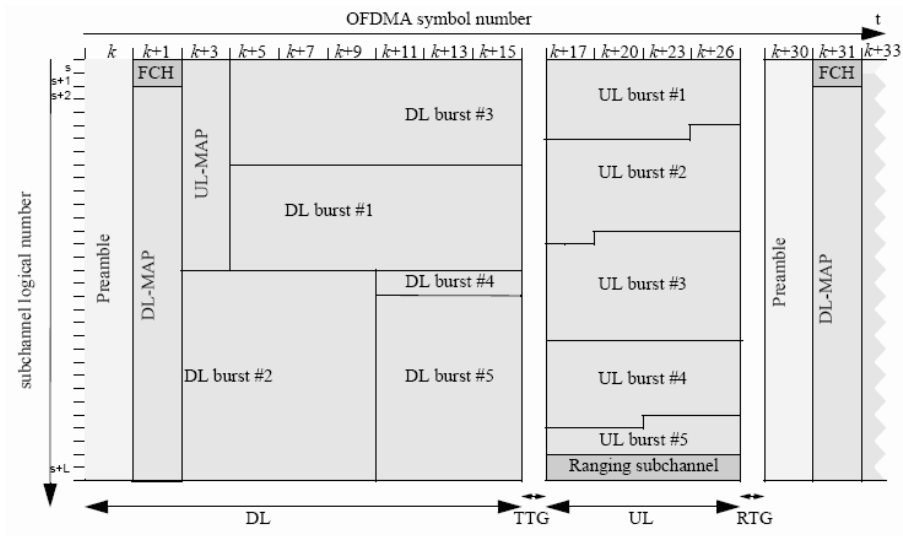 OFDMA symbol number
t
k
k+1
k+3
k+5
k+7
k+9
k+11
k+13
k+15
k+17
k+20
k+23
k+26
k+30
k+31
k+33
s
s+1
s+2
s+L
subchannel logical number
Preamble
FCH
DL-MAP
UL-MAP
DL burst #3
DL burst #1
DL burst #4
DL burst #2
DL burst #5
UL burst #1
UL burst #2
UL burst #3
UL burst #4
UL burst #5
Ranging subchannel
Preamble
FCH
DL-MAP
DL
TTG
UL
RTG